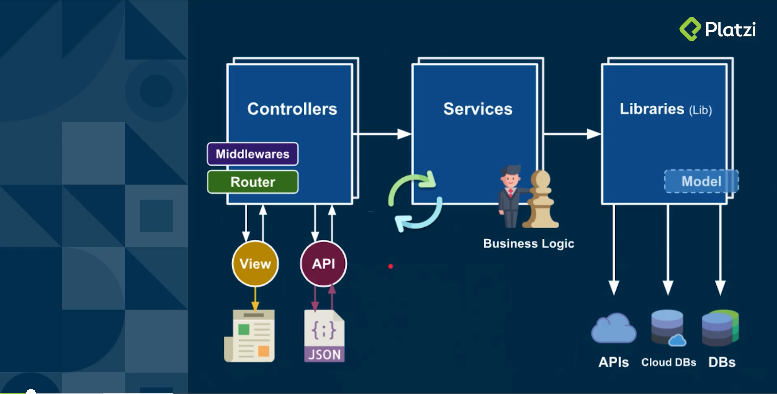 Platzi
Controllers
Services
Libraries (Lib)
Middlewares
Router
Model
Business Logic
View
API
{;}
JSON
APIs
Cloud DBs
DBs